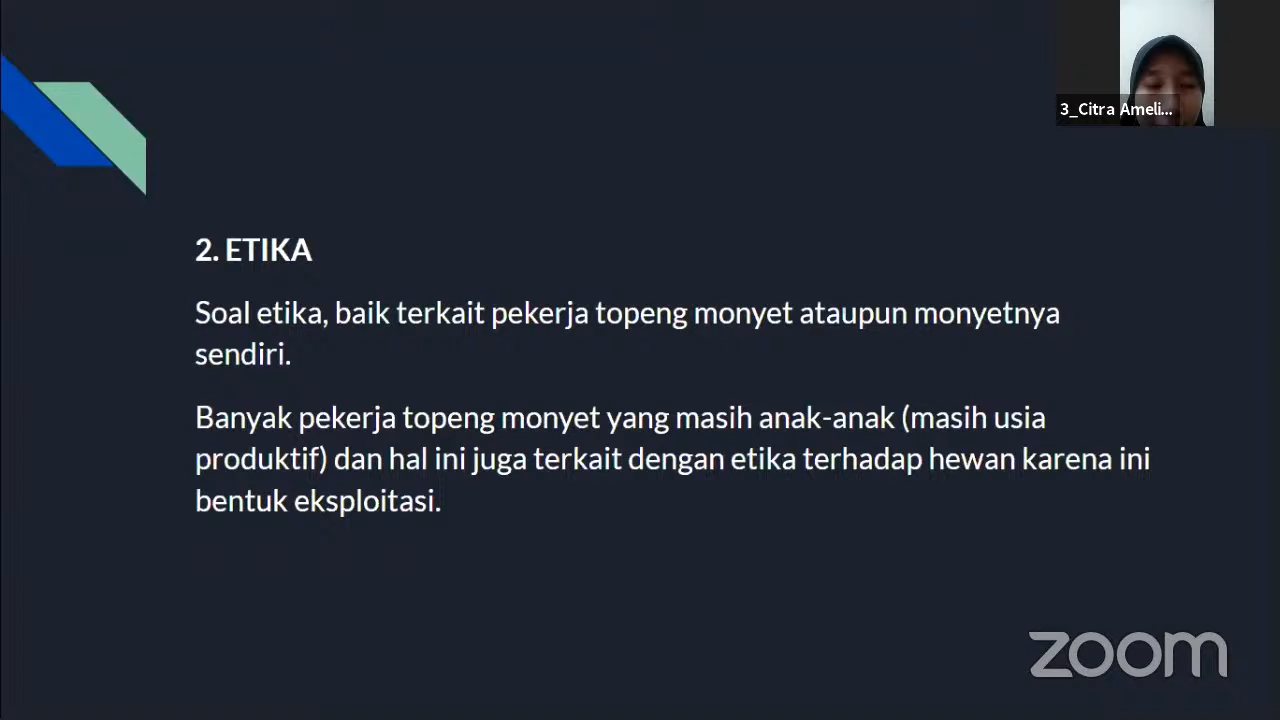 3_Citra Ameli...
2. ETIKA
Soal etika, baik terkait pekerja topeng monyet ataupun monyetnya
sendiri.
Banyak pekerja topeng monyet yang masih anak-anak (masih usia
produktif) dan hal ini juga terkait dengan etika terhadap hewan karena ini
bentuk eksploitasi.
zoom